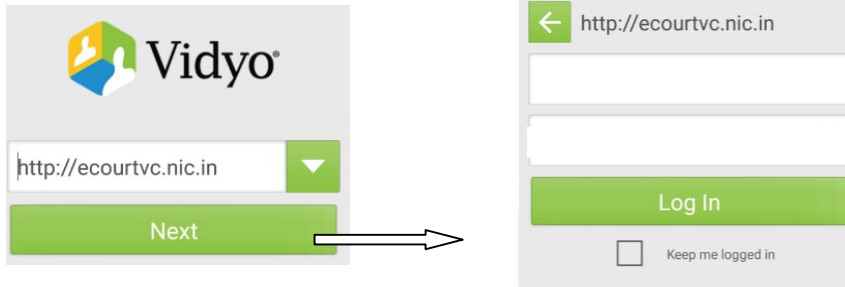 Vidyo®
http://ecourtvc.nic.in
Next
http://ecourtvc.nic.in
Log In
Keep me logged in